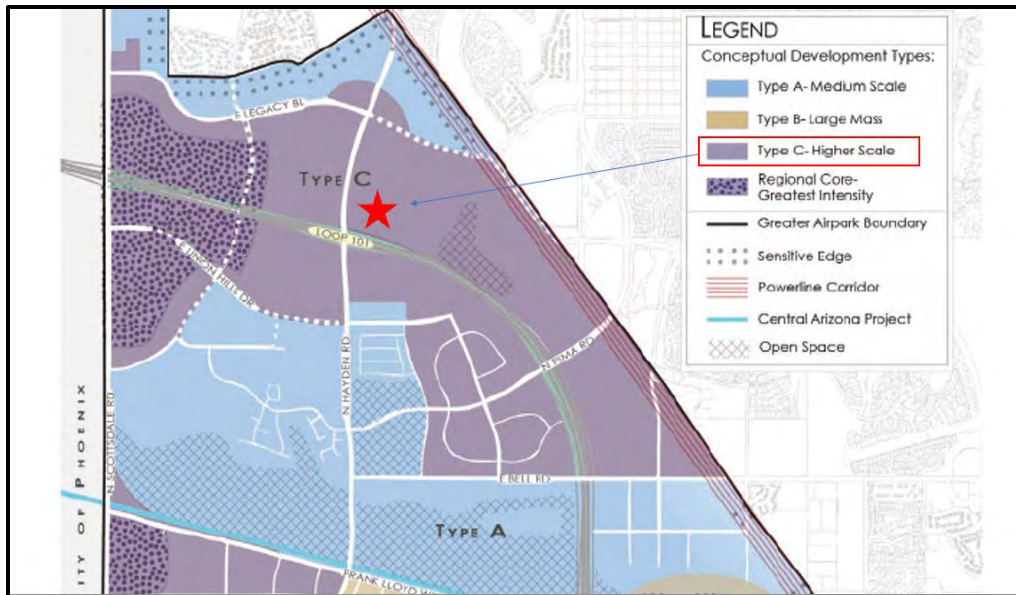 LEGEND
Conceptual Development Types:
Type A- Medium Scale
Type B- Large Mass
Type C- Higher Scale
Regional Core-
Greatest Intensity
Greater Airpark Boundary
Sensitive Edge
Powerline Corridor
Central Arizona Project
Open Space
E LEGACY BL
TYPE C
LOOP 101
E UNION HILL DR
N HAYDEN RD
N PIMA RD
N SCOTTSDALE RD
ITY OF PHOENIX
E BELL RD
TYPE A
FRANK LLOYD W